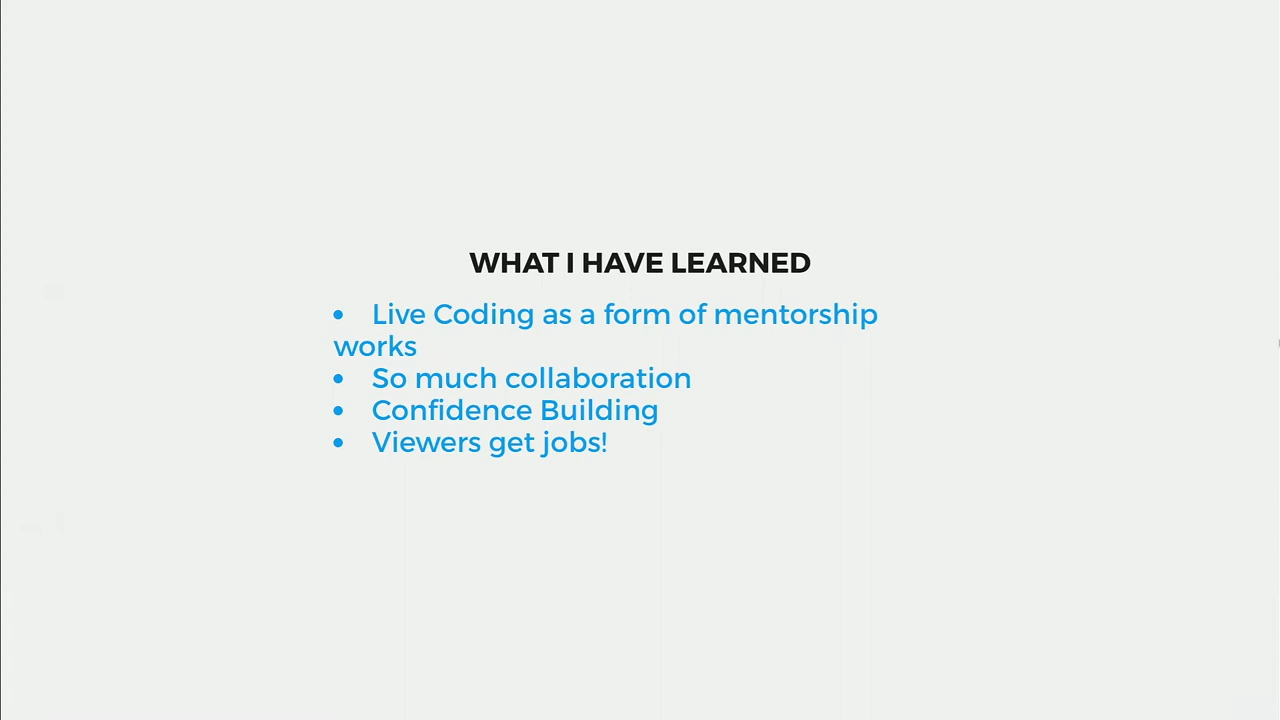 WHAT I HAVE LEARNED
• Live Coding as a form of mentorship
works
• So much collaboration
• Confidence Building
• Viewers get jobs!